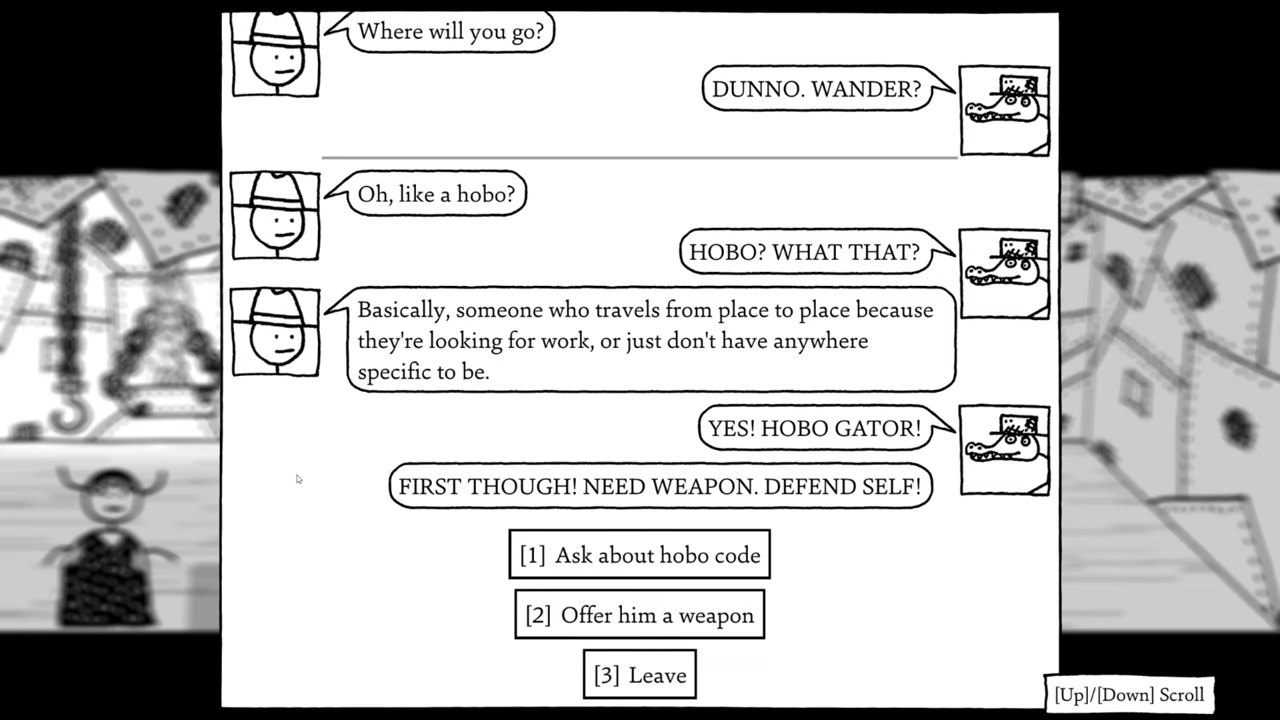 Where will you go?
DUNNO. WANDER?
Oh, like a hobo?
HOBO? WHAT THAT?
Basically, someone who travels from place to place because
they're looking for work, or just don't have anywhere
specific to be.
YES! HOBO GATOR!
FIRST THOUGH! NEED WEAPON. DEFEND SELF!
[1] Ask about hobo code
[2] Offer him a weapon
[3] Leave
[Up]/[Down] Scroll